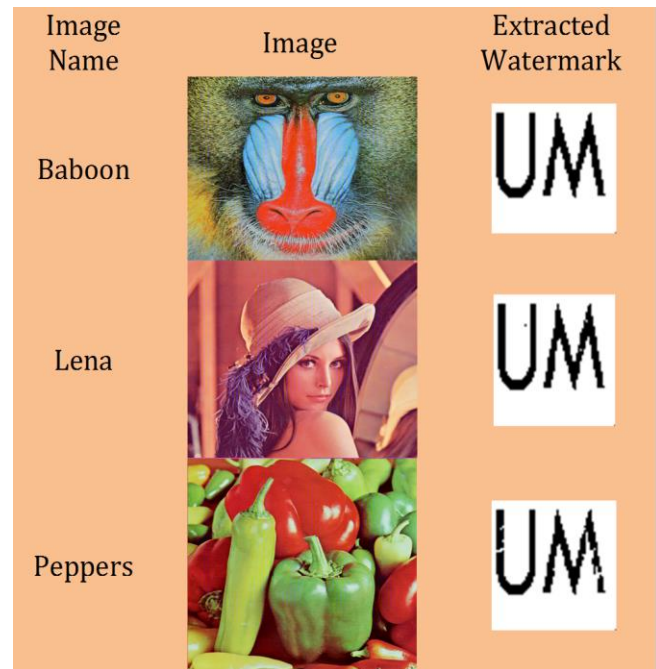 Image
Name
Image
Extracted
Watermark
Baboon
UM
Lena
UM
Peppers
UM